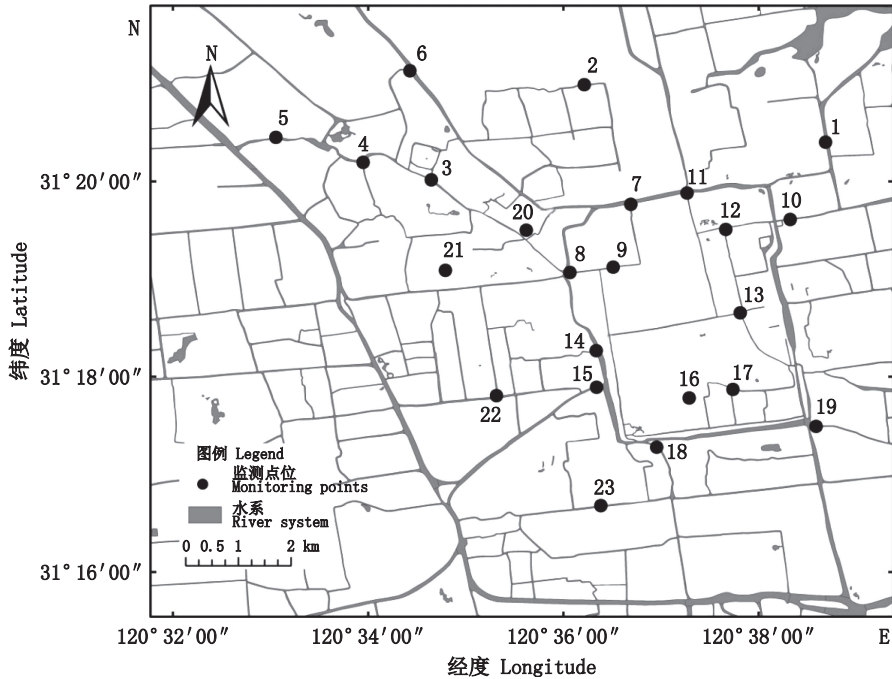 N
N
6
2
5
1
4
3
31°20′00″
7
11
10
20
12
21
8
9
13
14
15
16
17
22
19
18
23
31°18′00″
31°16′00″
纬度 Latitude
图例 Legend
监测点位
Monitoring points
水系
River system
0 0.5 1 2 km
120°32′00″ 120°34′00″ 120°36′00″ 120°38′00″ E
经度 Longitude